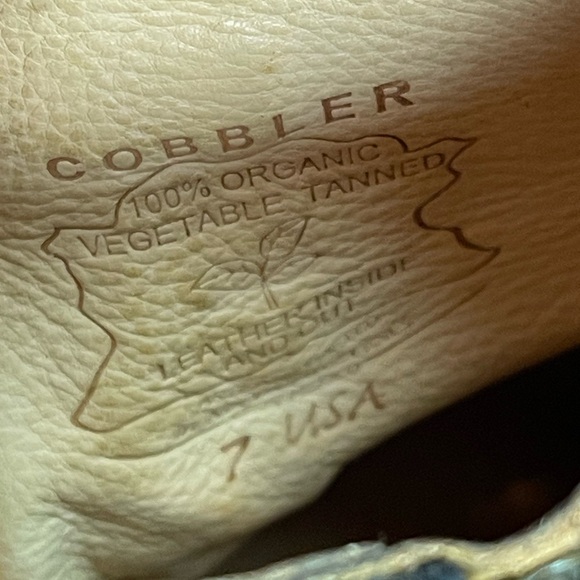 COBBLER
100% ORGANIC
VEGETABLE TANNED
LEATHER INSIDE
AND OUT
7 USA